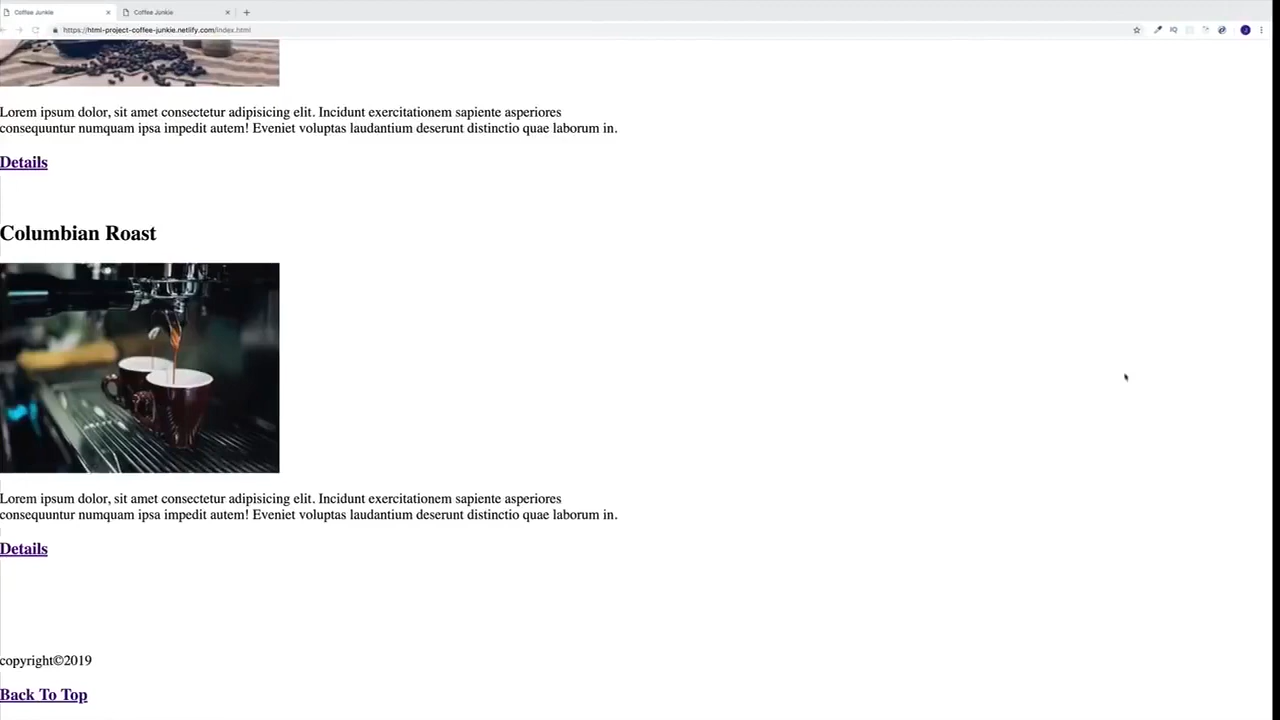 Coffee Junkie
Coffee Junkie
https://html-project-coffee-junkie.netlify.com/index.html
Lorem ipsum dolor, sit amet consectetur adipisicing elit. Incidunt exercitationem sapiente asperiores
consequuntur numquam ipsa impedit autem! Eveniet voluptas laudantium deserunt distinctio quae laborum in.
Details
Columbian Roast
Lorem ipsum dolor, sit amet consectetur adipisicing elit. Incidunt exercitationem sapiente asperiores
consequuntur numquam ipsa impedit autem! Eveniet voluptas laudantium deserunt distinctio quae laborum in.
Details
copyright©2019
Back To Top